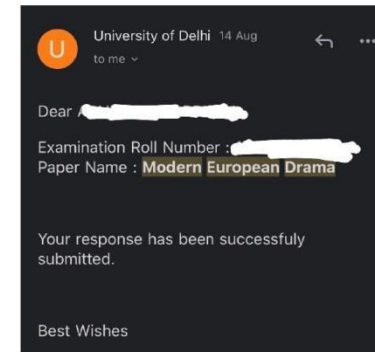 U
University of Delhi 14 Aug
to me
Dear
Examination Roll Number :
Paper Name : Modern European Drama
Your response has been successfuly
submitted.
Best Wishes